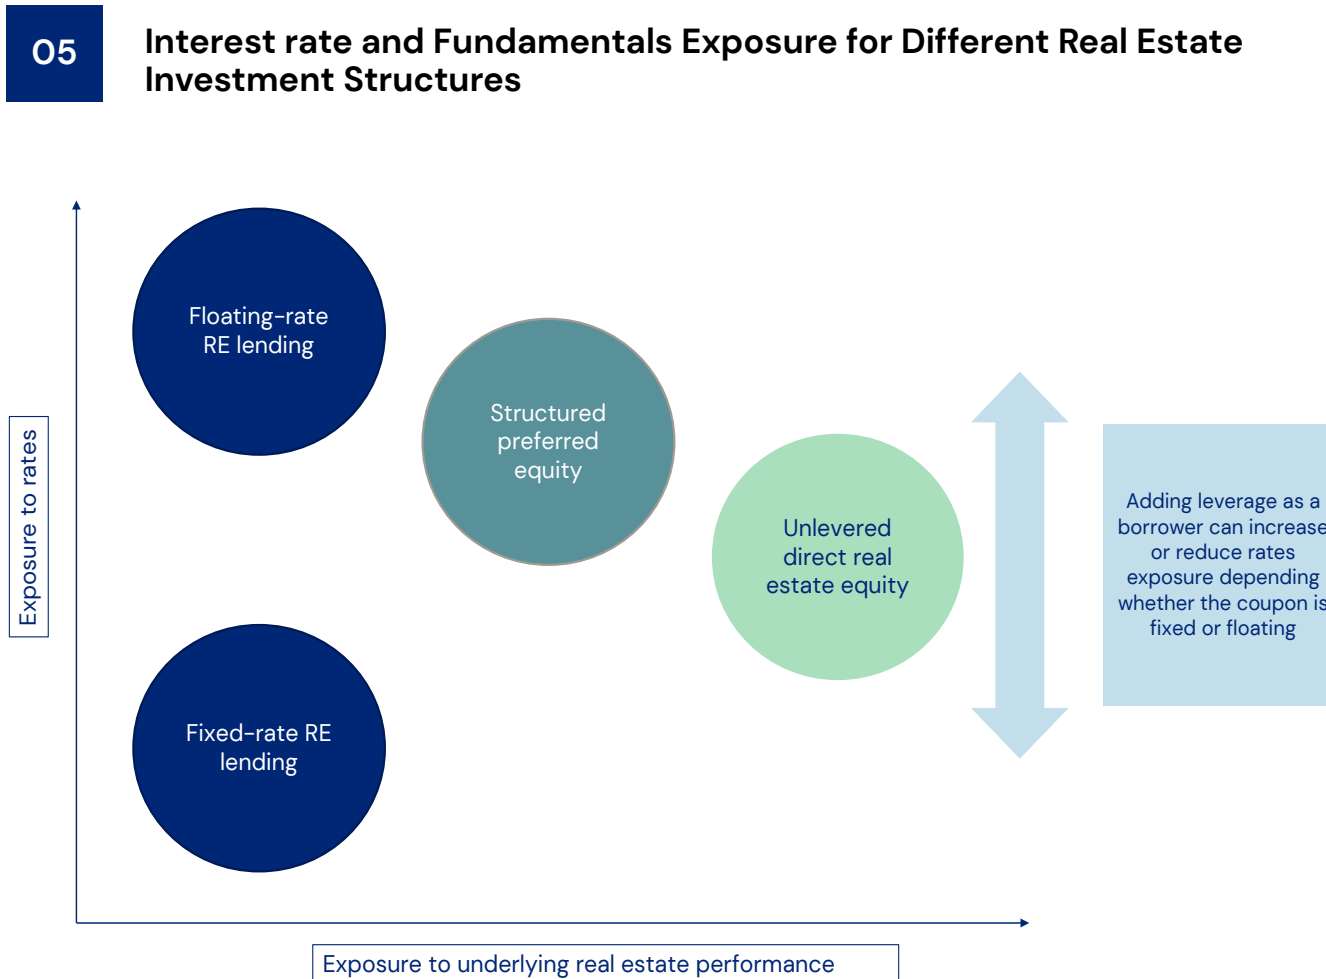 05
Interest rate and Fundamentals Exposure for Different Real Estate
Investment Structures
Floating-rate
RE lending
Structured
preferred
equity
Unlevered
direct real
estate equity
Adding leverage as a
borrower can increase
or reduce rates
exposure depending
whether the coupon is
fixed or floating
Exposure to rates
Fixed-rate RE
lending
Exposure to underlying real estate performance